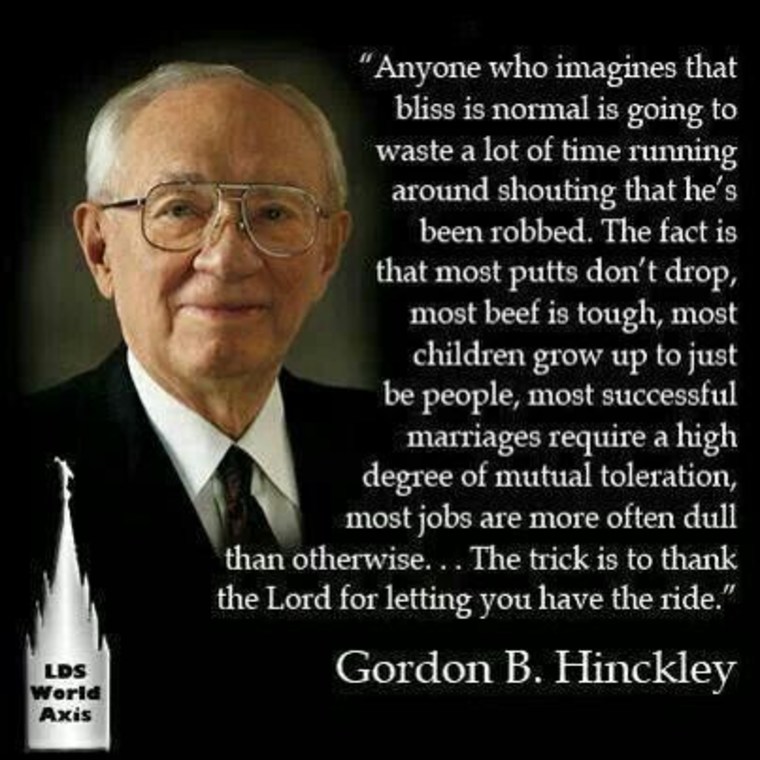 “Anyone who imagines that
bliss is normal is going to
waste a lot of time running
around shouting that he’s
been robbed. The fact is
that most putts don’t drop,
most beef is tough, most
children grow up to just
be people, most successful
marriages require a high
degree of mutual toleration,
most jobs are more often dull
than otherwise. . . The trick is to thank
the Lord for letting you have the ride.”
Gordon B. Hinckley
LDS
World
Axis